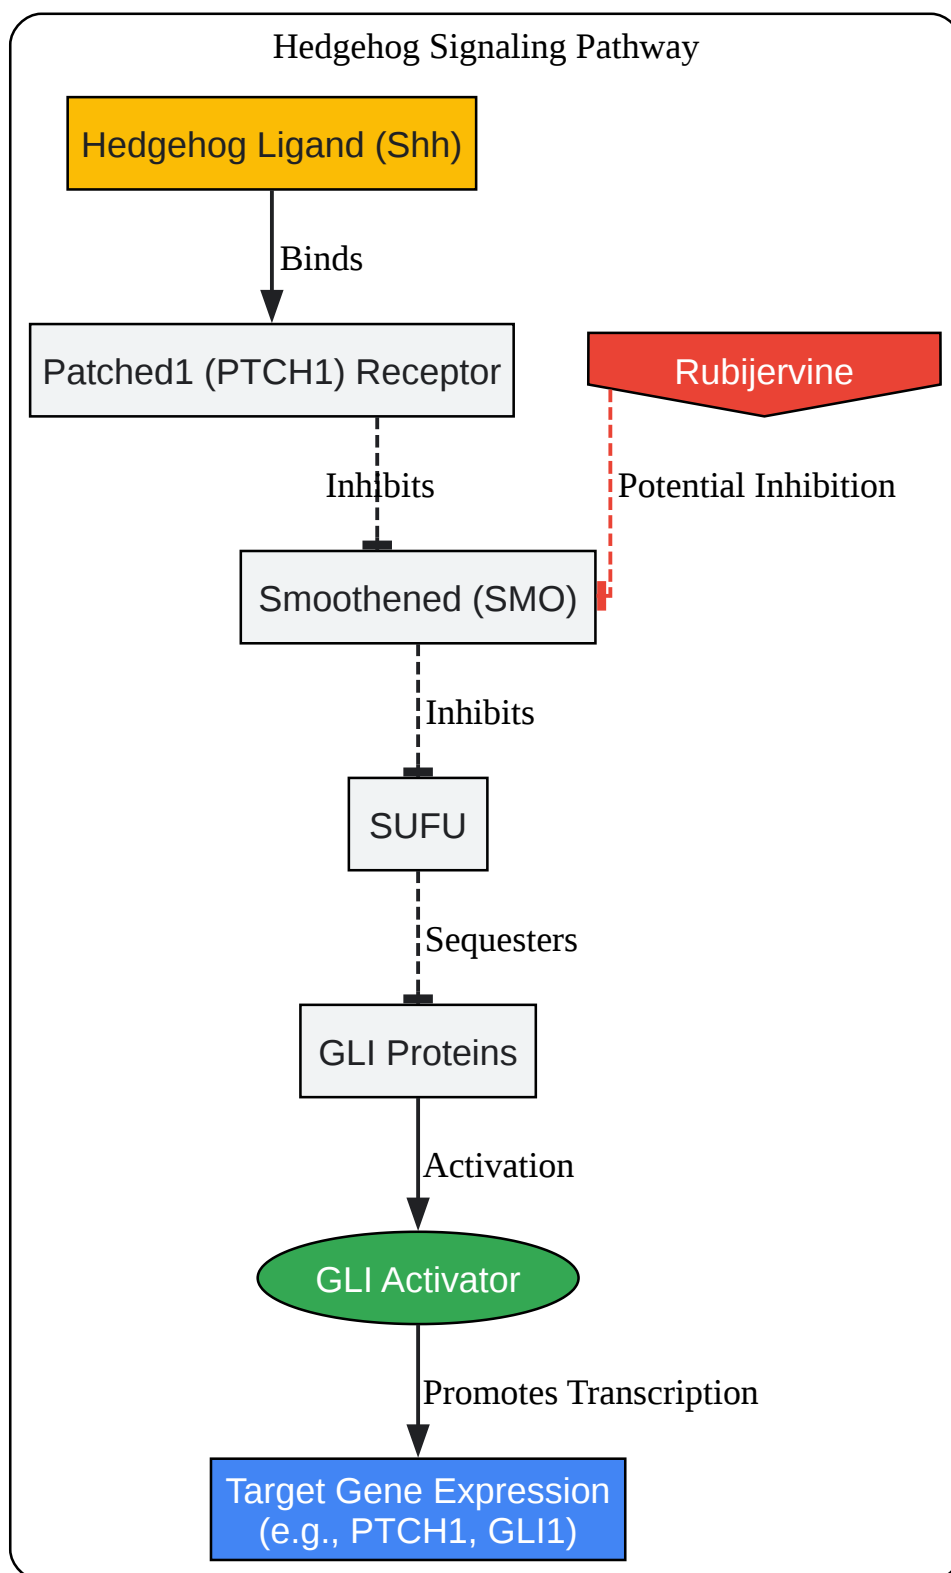 Hedgehog Signaling Pathway
Hedgehog Ligand (Shh)
Binds
Patched1 (PTCH1) Receptor
Rubijervine
Inhibits
Potential Inhibition
Smoothened (SMO)
Inhibits
SUFU
Sequesters
GLI Proteins
Activation
GLI Activator
Promotes Transcription
Target Gene Expression
(e.g., PTCH1, GLI1)